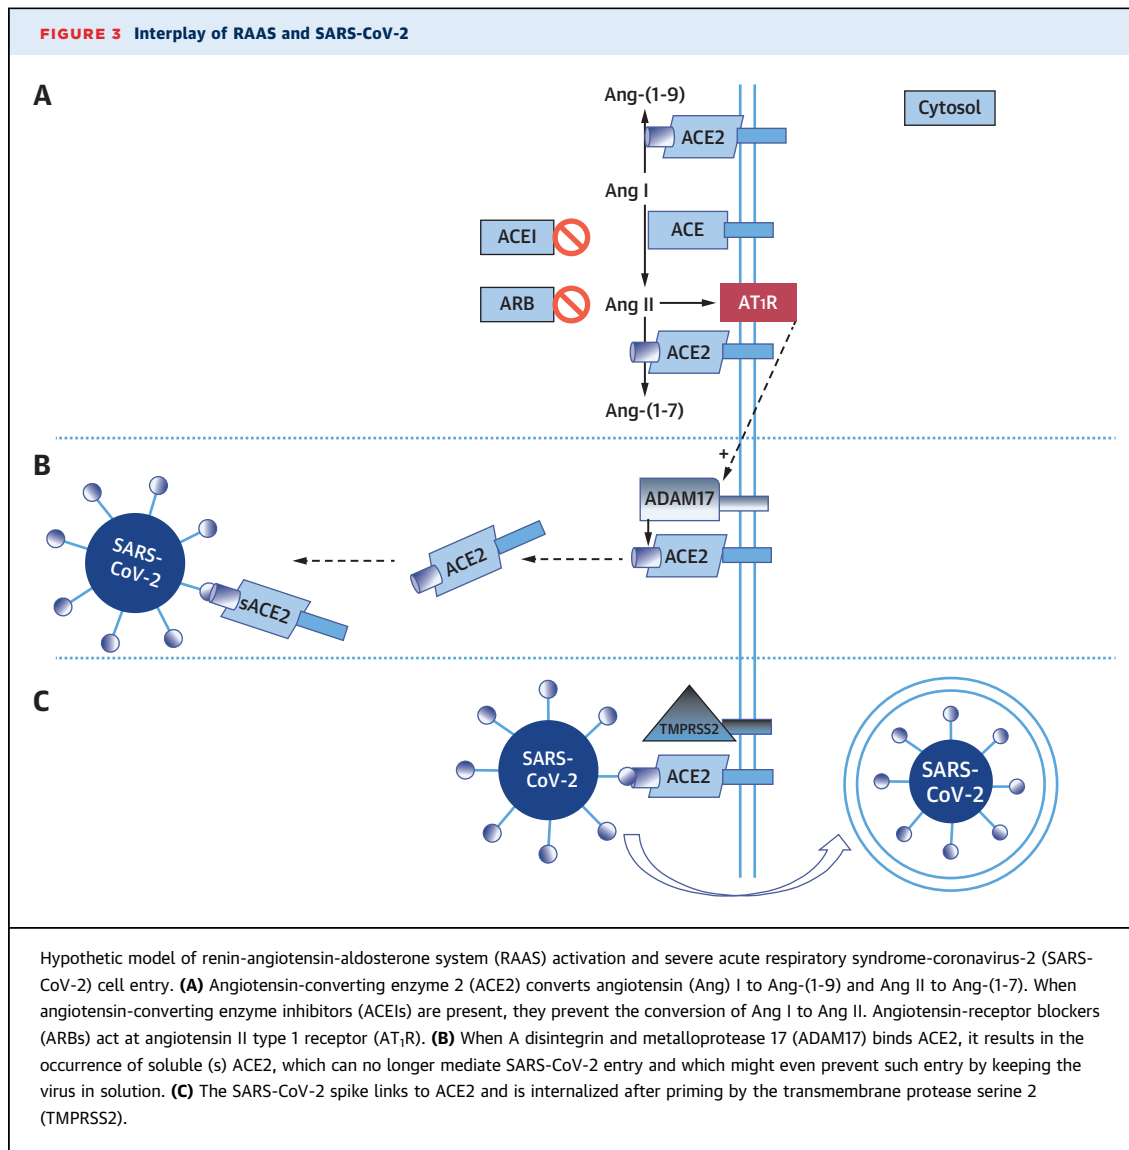 FIGURE 3 Interplay of RAAS and SARS-CoV-2
A
Ang-(1-9)
Cytosol
ACE2
Ang I
ACEI
ACE
ARB
Ang II
AT1R
ACE2
Ang-(1-7)
B
+
ADAM17
SARS-
CoV-2
ACE2
ACE2
sACE2
C
TMPRSS2
SARS-
CoV-2
ACE2
SARS-
CoV-2
Hypothetic model of renin-angiotensin-aldosterone system (RAAS) activation and severe acute respiratory syndrome-coronavirus-2 (SARS-
CoV-2) cell entry. (A) Angiotensin-converting enzyme 2 (ACE2) converts angiotensin (Ang) I to Ang-(1-9) and Ang II to Ang-(1-7). When
angiotensin-converting enzyme inhibitors (ACEIs) are present, they prevent the conversion of Ang I to Ang II. Angiotensin-receptor blockers
(ARBs) act at angiotensin II type 1 receptor (AT₁R). (B) When A disintegrin and metalloprotease 17 (ADAM17) binds ACE2, it results in the
occurrence of soluble (s) ACE2, which can no longer mediate SARS-CoV-2 entry and which might even prevent such entry by keeping the
virus in solution. (C) The SARS-CoV-2 spike links to ACE2 and is internalized after priming by the transmembrane protease serine 2
(TMPRSS2).